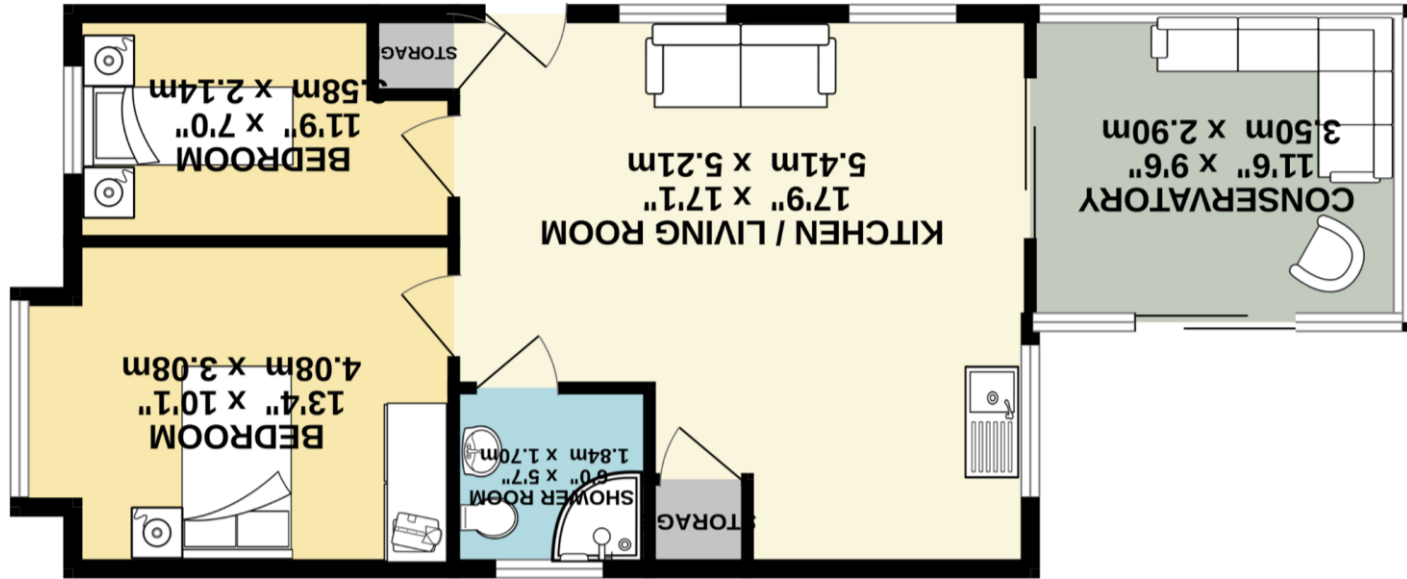 STORAG
SHOWER ROOM
6'0" x 5'7"
1.84m x 1.70m
BEDROOM
13'4" x 10'1"
4.08m x 3.08m
CONSERVATORY
11'6" x 9'6"
3.50m x 2.90m
KITCHEN / LIVING ROOM
17'9" x 17'1"
5.41m x 5.21m
BEDROOM
11'9" x 7'0"
3.58m x 2.14m
STORAG